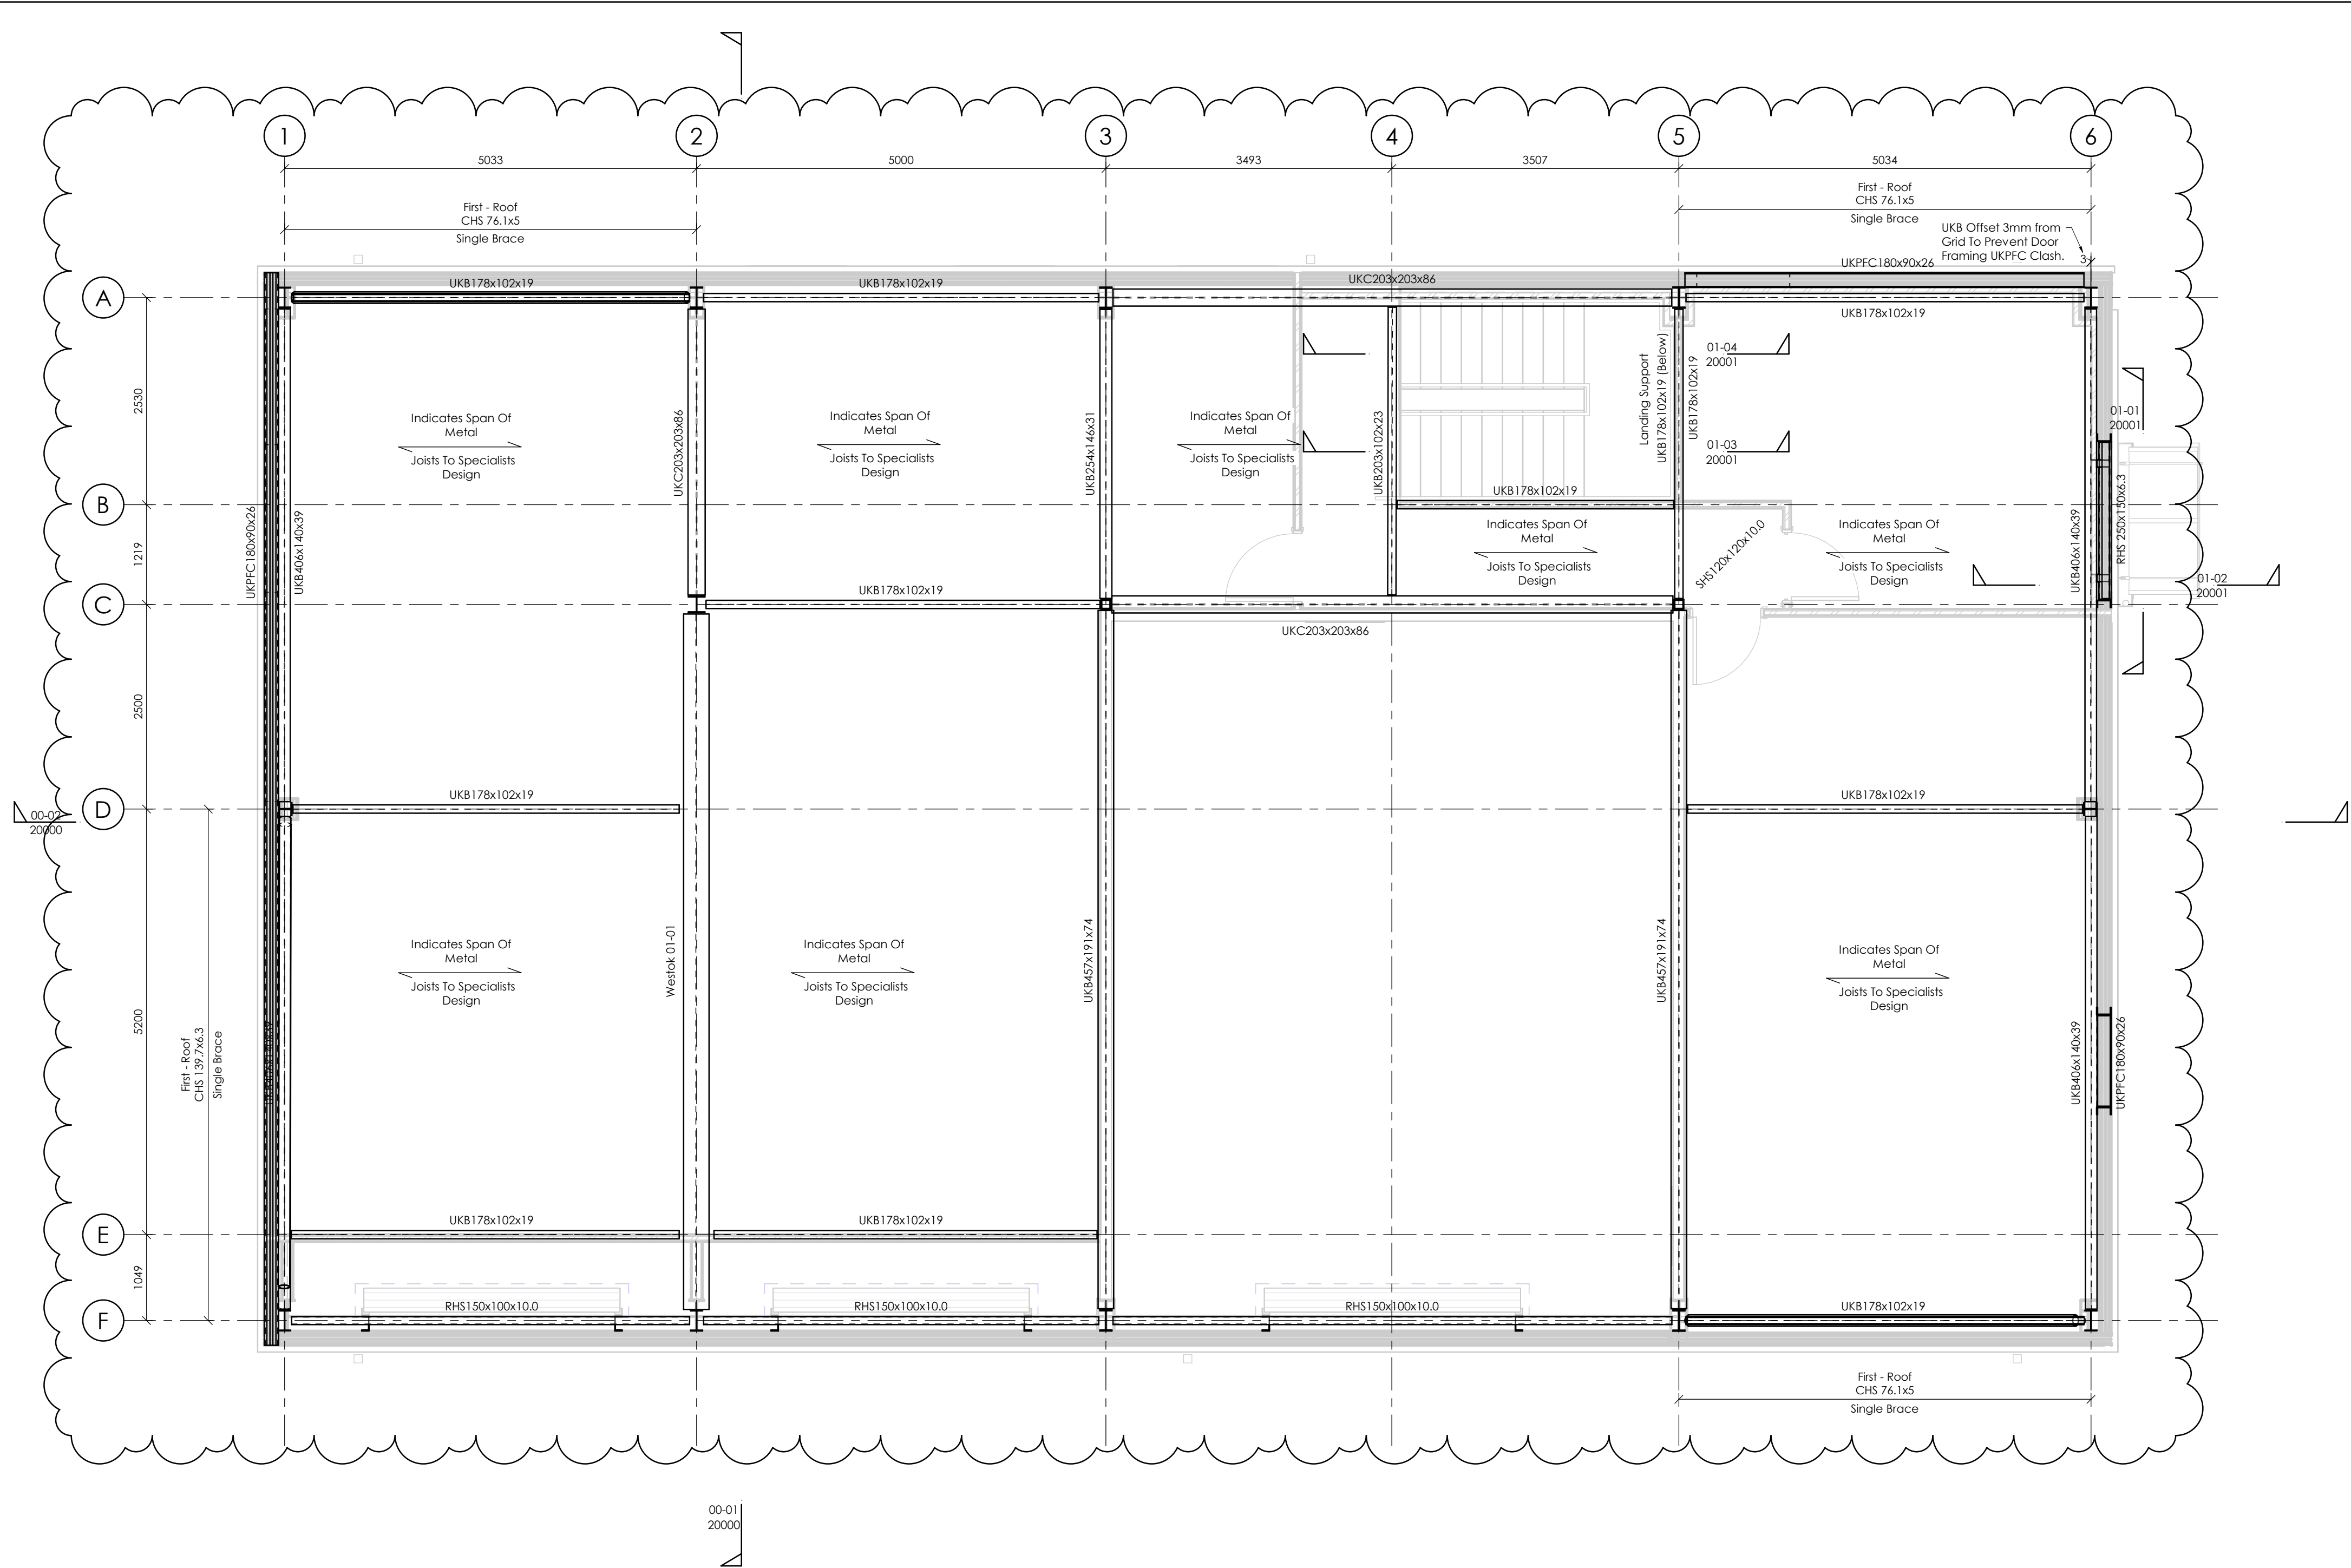 1
2
3
4
5
6
5033
5000
3493
3507
5034
First - Roof
CHS 76.1x5
Single Brace
First - Roof
CHS 76.1x5
Single Brace
UKB Offset 3mm from
Grid To Prevent Door
Framing UKPFC Clash.
3
UKPFC180x90x26
A
UKB178x102x19
UKB178x102x19
UKC203x203x86
UKB178x102x19
2530
Indicates Span Of
Metal
Joists To Specialists
Design
UKC203x203x86
Indicates Span Of
Metal
Joists To Specialists
Design
UKB254x146x31
Indicates Span Of
Metal
Joists To Specialists
Design
UKB203x102x23
Landing Support
UKB178x102x19 (Below)
UKB178x102x19
01-04
20001
01-03
20001
01-01
20001
B
UKB178x102x19
UKPFC180x90x26
UKB406x140x39
1219
Indicates Span Of
Metal
Joists To Specialists
Design
SHS120x120x10.0
Indicates Span Of
Metal
Joists To Specialists
Design
UKB406x140x39
RHS 250x150x6.3
01-02
20001
C
UKB178x102x19
UKC203x203x86
2500
D
00-02
20000
UKB178x102x19
UKB178x102x19
5200
First - Roof
CHS 139.7x6.3
Single Brace
UKB406x140x39
Indicates Span Of
Metal
Joists To Specialists
Design
Westok 01-01
Indicates Span Of
Metal
Joists To Specialists
Design
UKB457x191x74
UKB457x191x74
Indicates Span Of
Metal
Joists To Specialists
Design
UKB406x140x39
UKPFC180x90x26
E
UKB178x102x19
UKB178x102x19
1049
F
RHS150x100x10.0
RHS150x100x10.0
RHS150x100x10.0
UKB178x102x19
First - Roof
CHS 76.1x5
Single Brace
00-01
20000